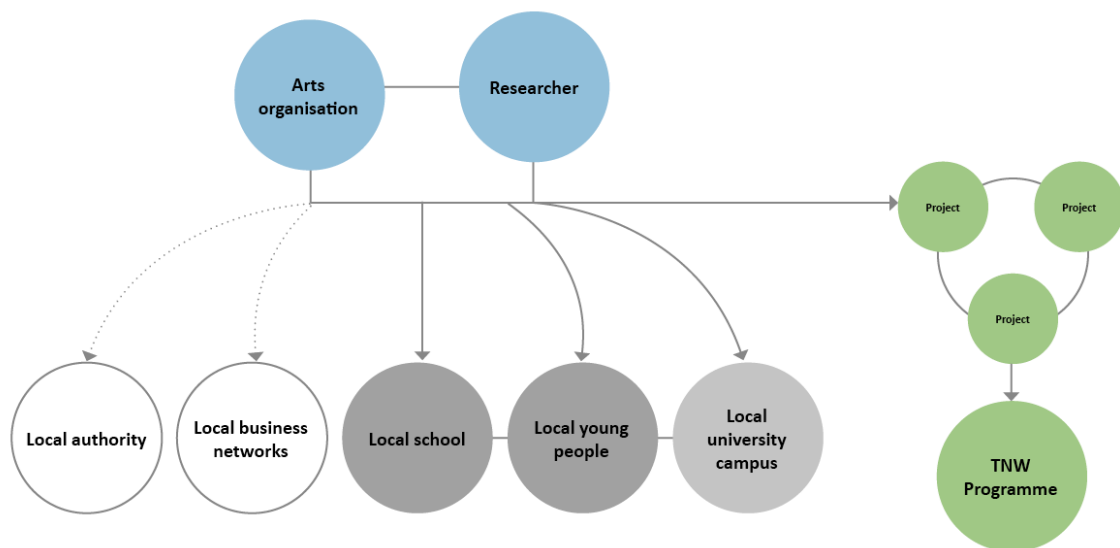 Arts
organisation
Researcher
Project
Project
Project
Local authority
Local business
networks
Local school
Local young
people
Local
university
campus
TNW
Programme